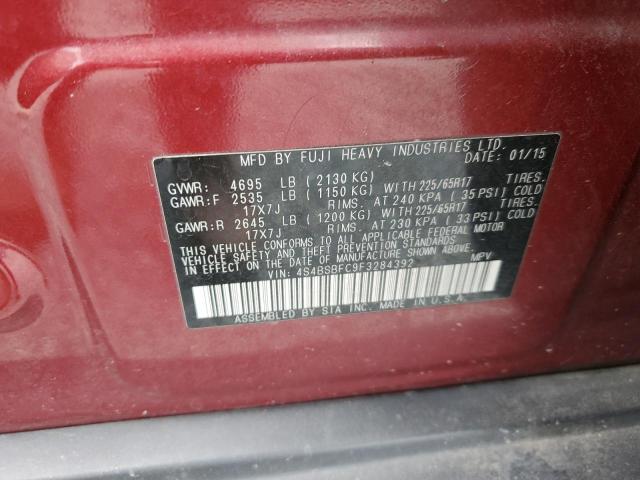 MFD BY FUJI HEAVY INDUSTRIES LTD.
DATE: 01/15
GVWR: 4695 LB ( 2130 KG)
GAWR:F 2535 LB ( 1150 KG) WITH 225/65R17 TIRES.
17X7J RIMS. AT 240 KPA ( 35 PSI) COLD
GAWR:R 2645 LB ( 1200 KG) WITH 225/65R17 TIRES.
17X7J RIMS. AT 230 KPA ( 33 PSI) COLD
THIS VEHICLE CONFORMS TO ALL APPLICABLE FEDERAL MOTOR
VEHICLE SAFETY AND THEFT PREVENTION STANDARDS
IN EFFECT ON THE DATE OF MANUFACTURE SHOWN ABOVE.
VIN: 4S4BSBFC9F3284392 MPV
ASSEMBLED BY SIA INC. IN U.S.A.